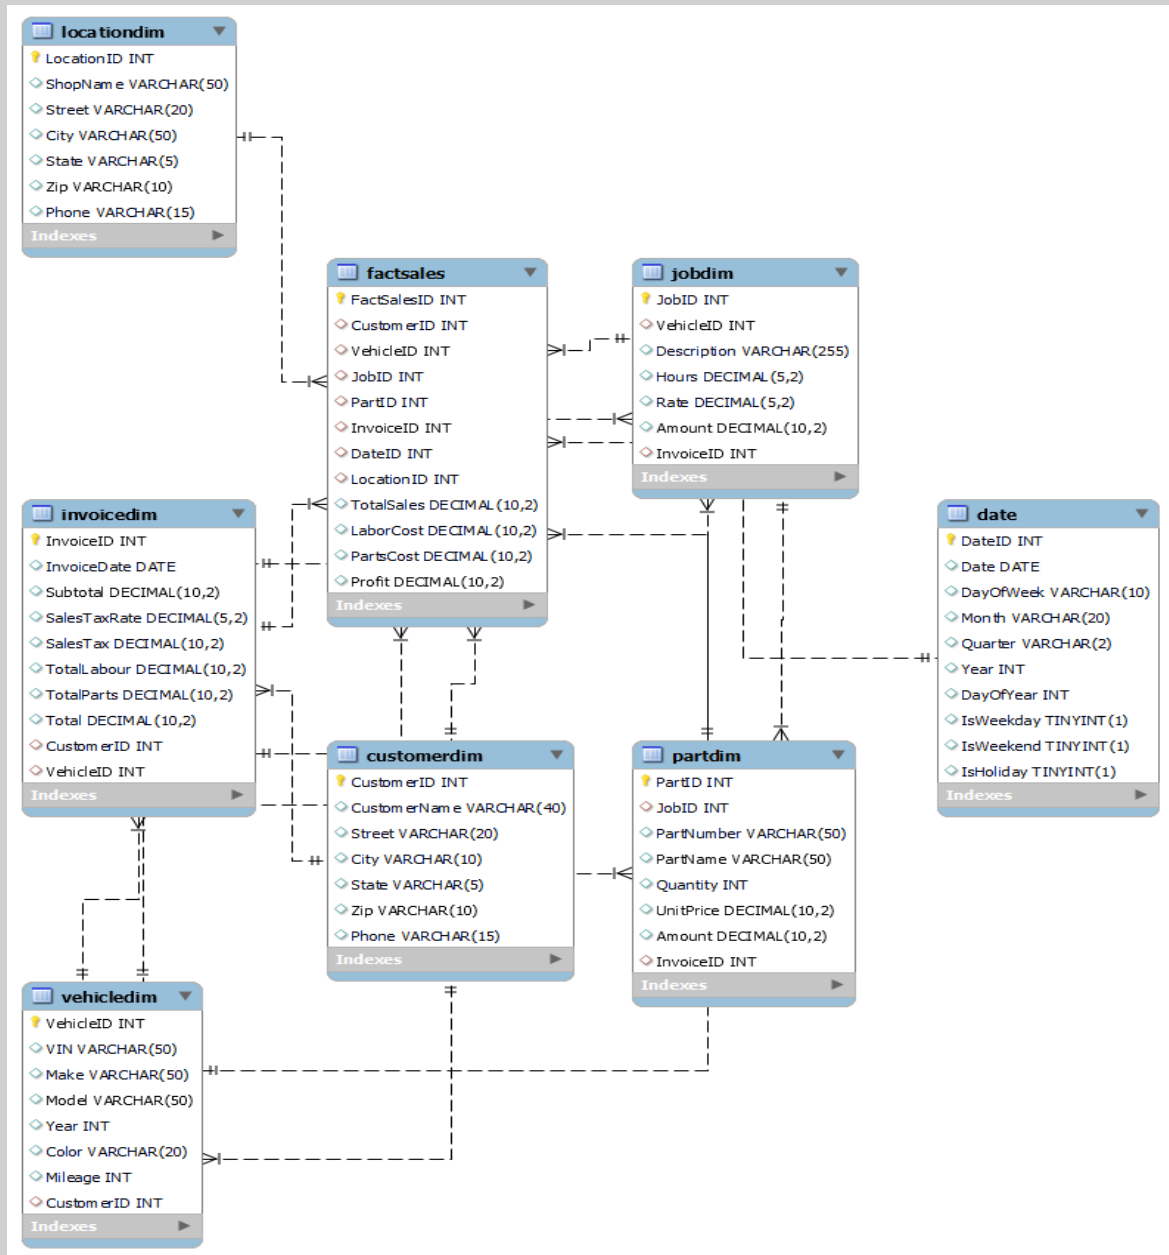 locationdim
LocationID INT
ShopName VARCHAR(50)
Street VARCHAR(20)
City VARCHAR(50)
State VARCHAR(5)
Zip VARCHAR(10)
Phone VARCHAR(15)
Indexes
factsales
FactSalesID INT
CustomerID INT
VehicleID INT
JobID INT
PartID INT
InvoiceID INT
DateID INT
LocationID INT
TotalSales DECIMAL(10,2)
LaborCost DECIMAL(10,2)
PartsCost DECIMAL(10,2)
Profit DECIMAL(10,2)
Indexes
jobdim
JobID INT
VehicleID INT
Description VARCHAR(255)
Hours DECIMAL(5,2)
Rate DECIMAL(5,2)
Amount DECIMAL(10,2)
InvoiceID INT
Indexes
invoicedim
InvoiceID INT
InvoiceDate DATE
Subtotal DECIMAL(10,2)
SalesTaxRate DECIMAL(5,2)
SalesTax DECIMAL(10,2)
TotalLabour DECIMAL(10,2)
TotalParts DECIMAL(10,2)
Total DECIMAL(10,2)
CustomerID INT
VehicleID INT
Indexes
date
DateID INT
Date DATE
DayOfWeek VARCHAR(10)
Month VARCHAR(20)
Quarter VARCHAR(2)
Year INT
DayOfYear INT
IsWeekday TINYINT(1)
IsWeekend TINYINT(1)
IsHoliday TINYINT(1)
Indexes
customerdim
CustomerID INT
CustomerName VARCHAR(40)
Street VARCHAR(20)
City VARCHAR(10)
State VARCHAR(5)
Zip VARCHAR(10)
Phone VARCHAR(15)
Indexes
partdim
PartID INT
JobID INT
PartNumber VARCHAR(50)
PartName VARCHAR(50)
Quantity INT
UnitPrice DECIMAL(10,2)
Amount DECIMAL(10,2)
InvoiceID INT
Indexes
vehicledim
VehicleID INT
VIN VARCHAR(50)
Make VARCHAR(50)
Model VARCHAR(50)
Year INT
Color VARCHAR(20)
Mileage INT
CustomerID INT
Indexes